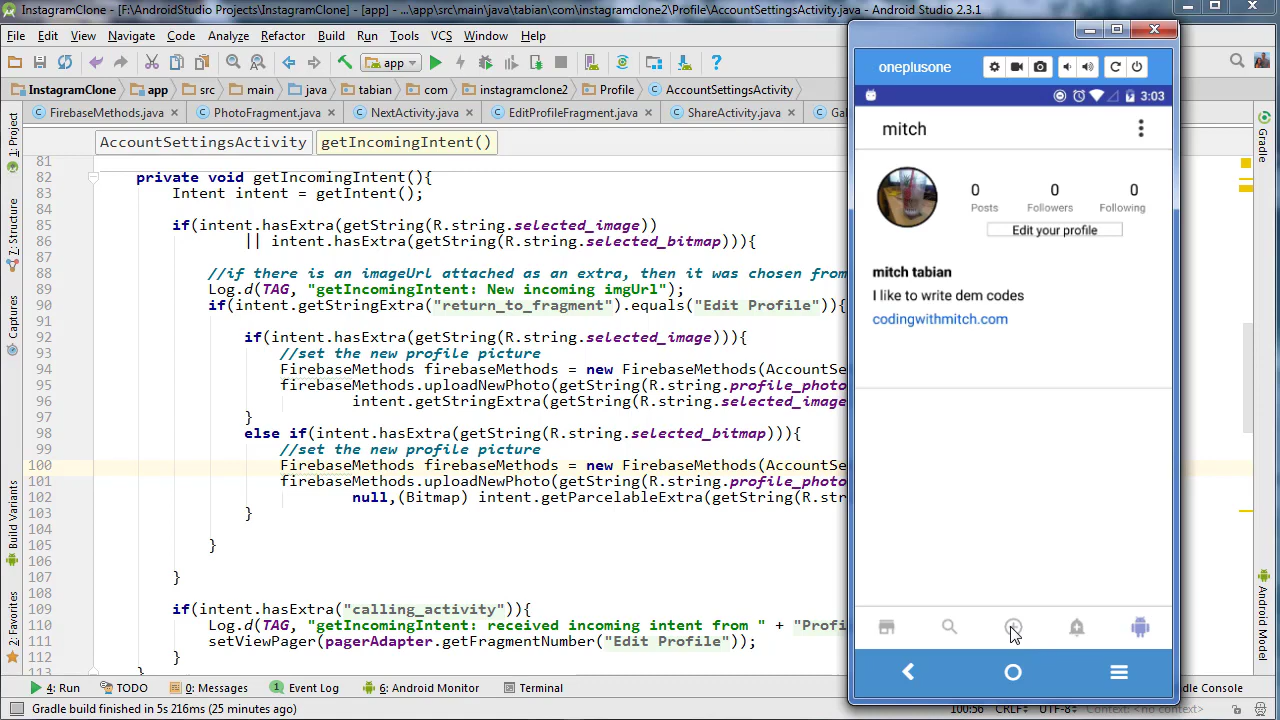 InstagramClone - [F:\AndroidStudio Projects\InstagramClone] - [app] - ...\app\src\main\java\tabian\com\instagramclone2\Profile\AccountSettingsActivity.java - Android Studio 2.3.1
File Edit View Navigate Code Analyze Refactor Build Run Tools VCS Window Help
app
InstagramClone app src main java tabian com instagramclone2 Profile AccountSettingsActivity
FirebaseMethods.java PhotoFragment.java NextActivity.java EditProfileFragment.java ShareActivity.java
AccountSettingsActivity getIncomingIntent()
81
82 private void getIncomingIntent(){
83 Intent intent = getIntent();
84
85 if(intent.hasExtra(getString(R.string.selected_image))
86 || intent.hasExtra(getString(R.string.selected_bitmap))){
87
88 //if there is an imageUrl attached as an extra, then it was chosen from
89 Log.d(TAG, "getIncomingIntent: New incoming imgUrl");
90 if(intent.getStringExtra("return_to_fragment").equals("Edit Profile")){
91
92 if(intent.hasExtra(getString(R.string.selected_image))){
93 //set the new profile picture
94 FirebaseMethods firebaseMethods = new FirebaseMethods(AccountSe
95 firebaseMethods.uploadNewPhoto(getString(R.string.profile_photo
96 intent.getStringExtra(getString(R.string.selected_image
97 }
98 else if(intent.hasExtra(getString(R.string.selected_bitmap))){
99 //set the new profile picture
100 FirebaseMethods firebaseMethods = new FirebaseMethods(AccountSe
101 firebaseMethods.uploadNewPhoto(getString(R.string.profile_photo
102 null,(Bitmap) intent.getParcelableExtra(getString(R.str
103 }
104
105 }
106
107 }
108
109 if(intent.hasExtra("calling_activity")){
110 Log.d(TAG, "getIncomingIntent: received incoming intent from " + "Profi
111 setViewPager(pagerAdapter.getFragmentNumber("Edit Profile"));
112 }
113 }
1: Project
7: Structure
Captures
Build Variants
2: Favorites
Gradle
Android Model
oneplusone
3:03
mitch
0 0 0
Posts Followers Following
Edit your profile
mitch tabian
I like to write dem codes
codingwithmitch.com
4: Run TODO 0: Messages Event Log 6: Android Monitor Terminal
Console
Gradle build finished in 5s 216ms (25 minutes ago)
100:56 CRLF÷ UTF-8÷ Context: <no context>